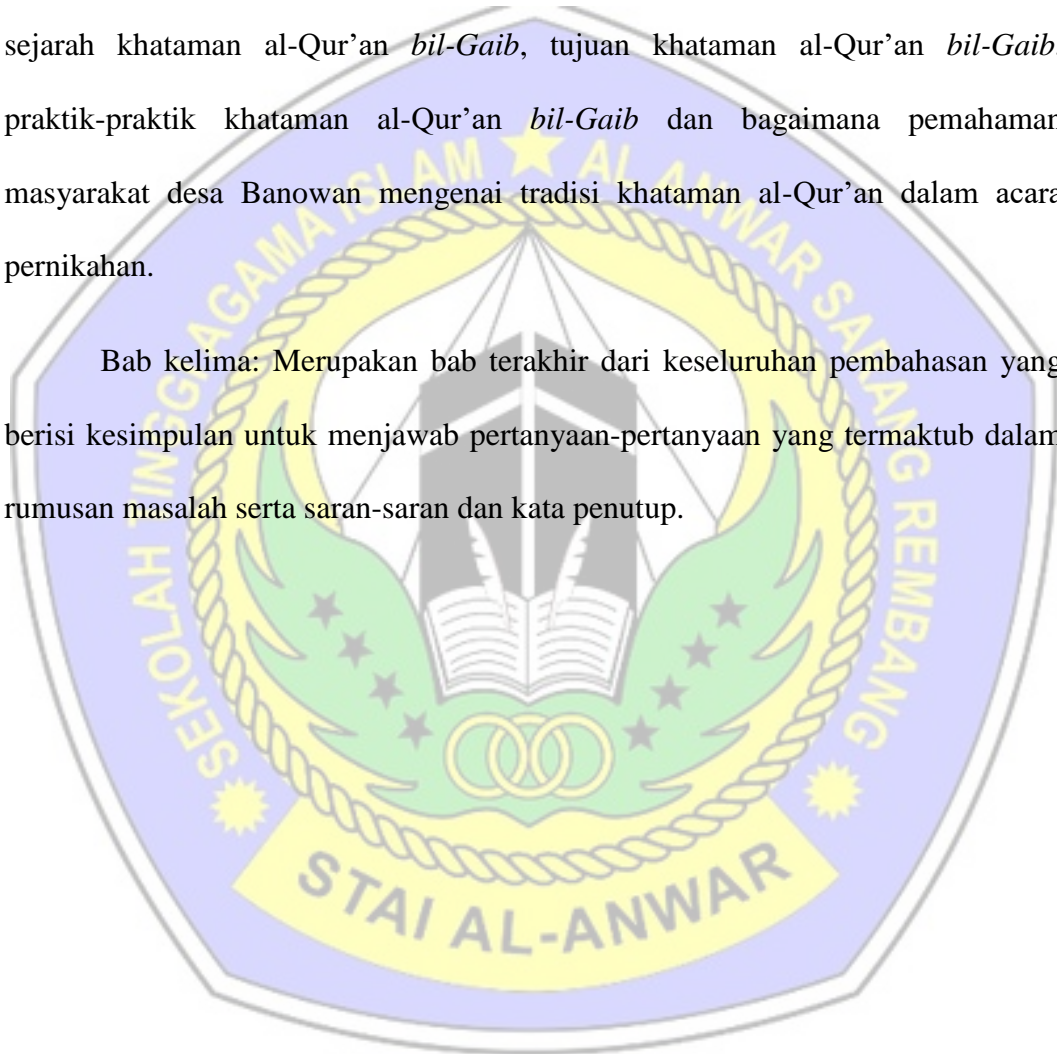 sejarah khataman al-Qur’an bil-Gaib, tujuan khataman al-Qur’an bil-Gaib,
praktik-praktik khataman al-Qur’an bil-Gaib dan bagaimana pemahaman
masyarakat desa Banowan mengenai tradisi khataman al-Qur’an dalam acara
pernikahan.
Bab kelima: Merupakan bab terakhir dari keseluruhan pembahasan yang
berisi kesimpulan untuk menjawab pertanyaan-pertanyaan yang termaktub dalam
rumusan masalah serta saran-saran dan kata penutup.
SEKOLAH TINGGI AGAMA ISLAM ★ AL ANWAR SARANG REMBANG
STAI AL-ANWAR